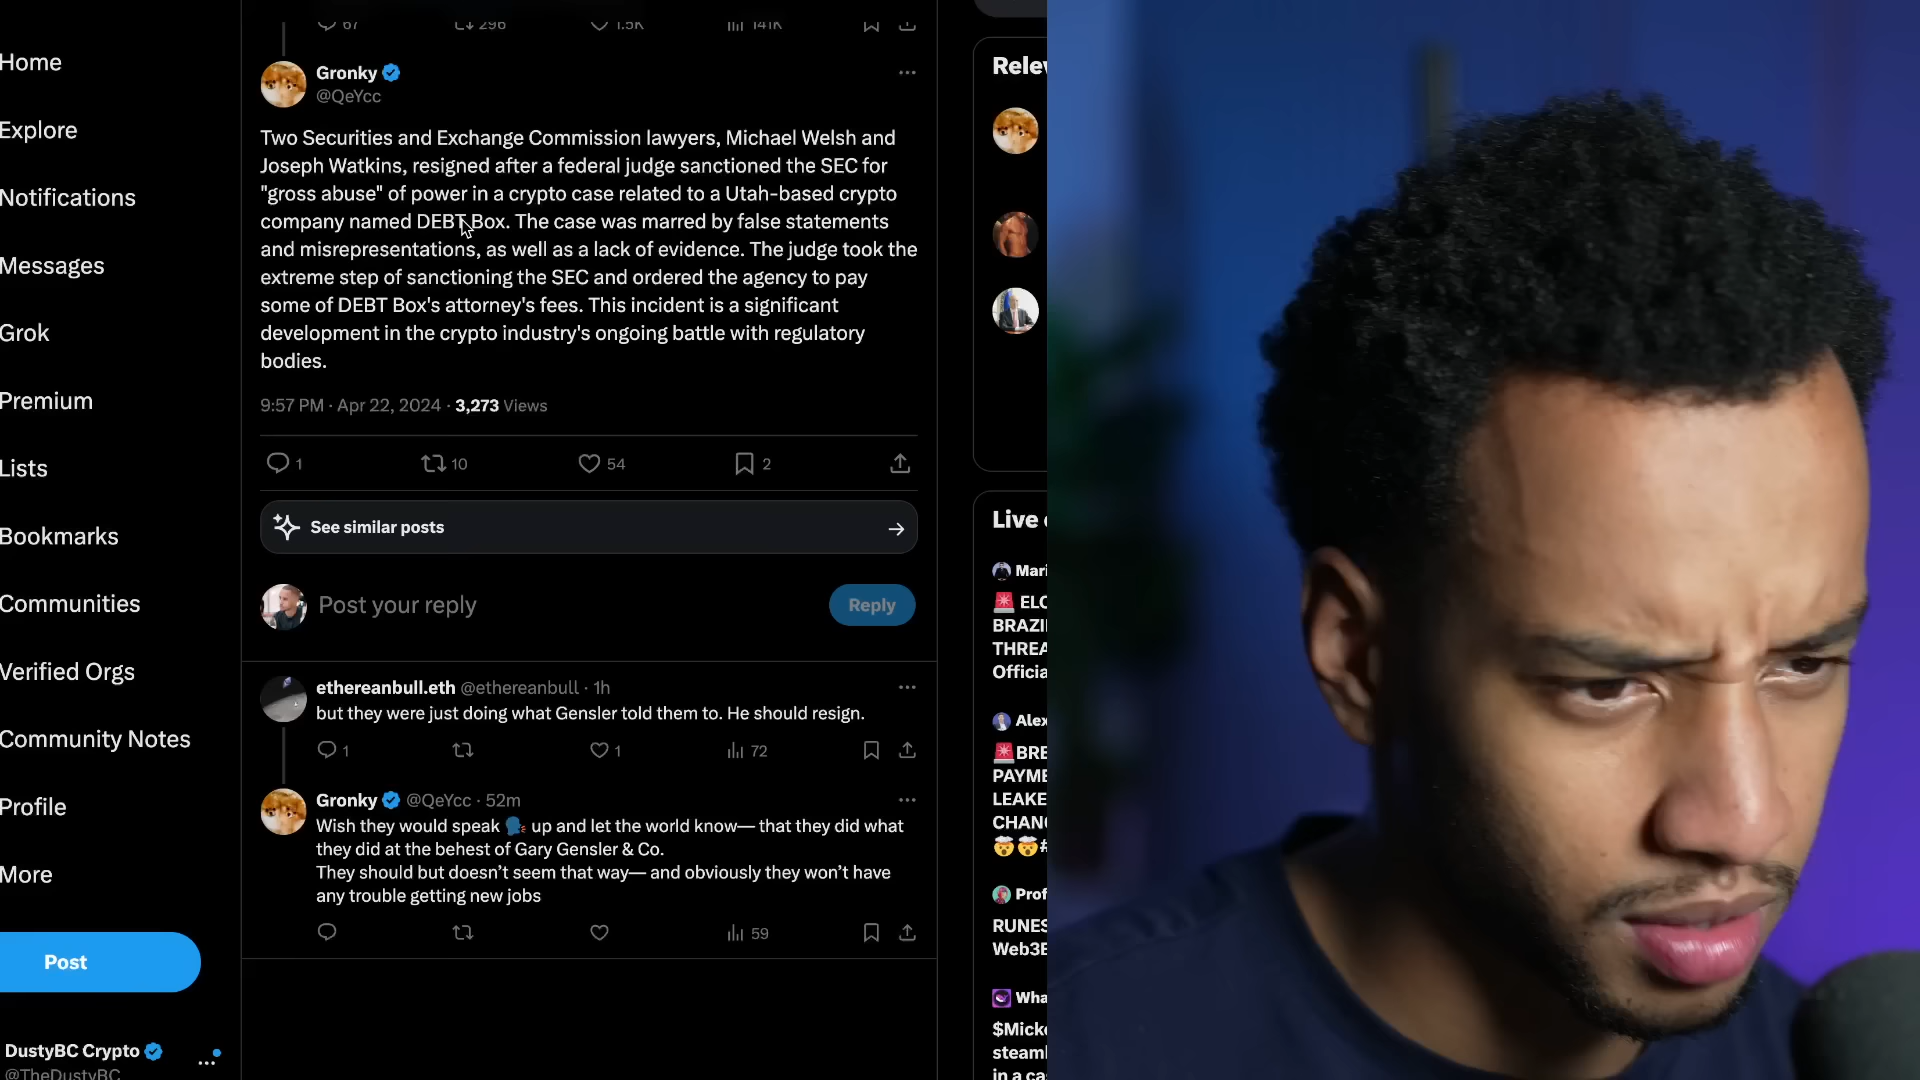 67 296 1.5K 141K
Home
Explore
Notifications
Messages
Grok
Premium
Lists
Bookmarks
Communities
Verified Orgs
Community Notes
Profile
More
Post
DustyBC Crypto
@TheDustyBC
Gronky
@QeYcc
Two Securities and Exchange Commission lawyers, Michael Welsh and
Joseph Watkins, resigned after a federal judge sanctioned the SEC for
"gross abuse" of power in a crypto case related to a Utah-based crypto
company named DEBT Box. The case was marred by false statements
and misrepresentations, as well as a lack of evidence. The judge took the
extreme step of sanctioning the SEC and ordered the agency to pay
some of DEBT Box's attorney's fees. This incident is a significant
development in the crypto industry's ongoing battle with regulatory
bodies.
9:57 PM · Apr 22, 2024 · 3,273 Views
1 10 54 2
See similar posts
Post your reply
Reply
ethereanbull.eth @ethereanbull · 1h
but they were just doing what Gensler told them to. He should resign.
1 1 72
Gronky @QeYcc · 52m
Wish they would speak 🗣 up and let the world know— that they did what
they did at the behest of Gary Gensler & Co.
They should but doesn't seem that way— and obviously they won't have
any trouble getting new jobs
59
Live
RUNES